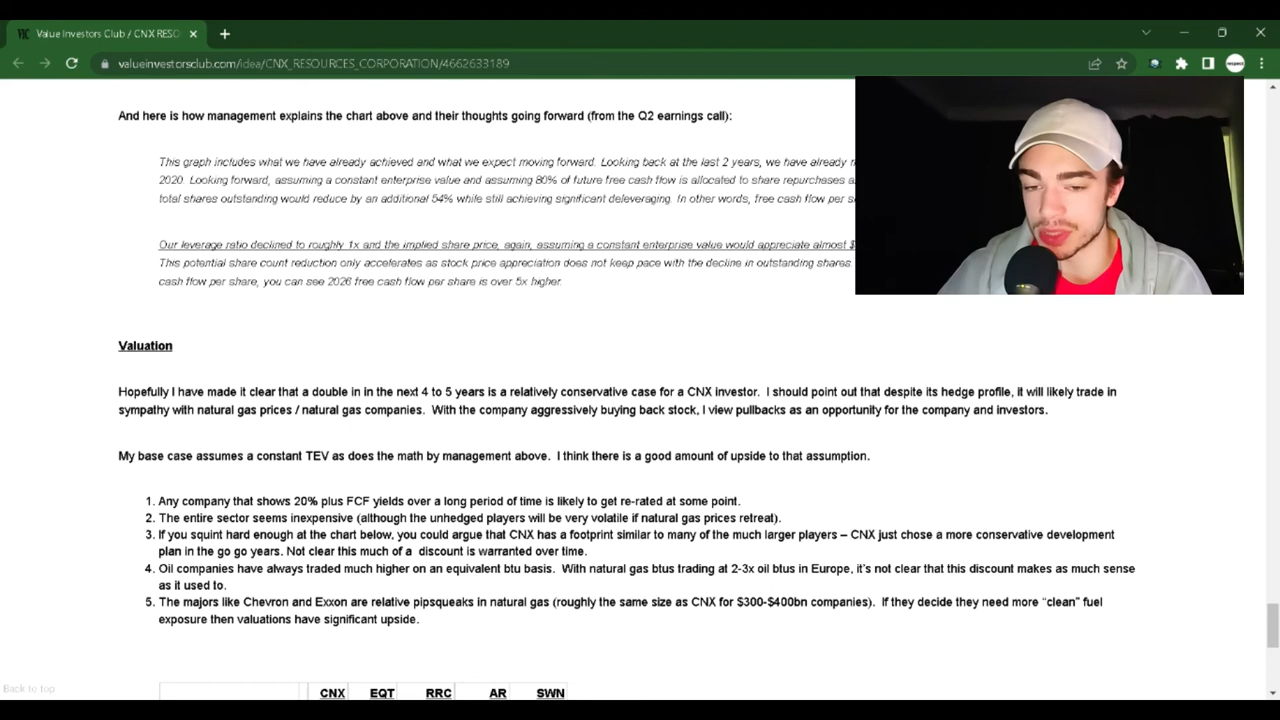 Value Investors Club / CNX RESO
valueinvestorsclub.com/idea/CNX_RESOURCES_CORPORATION/4662633189
And here is how management explains the chart above and their thoughts going forward (from the Q2 earnings call):
This graph includes what we have already achieved and what we expect moving forward. Looking back at the last 2 years, we have already
2020. Looking forward, assuming a constant enterprise value and assuming 80% of future free cash flow is allocated to share repurchases
total shares outstanding would reduce by an additional 54% while still achieving significant deleveraging. In other words, free cash flow per
Our leverage ratio declined to roughly 1x and the implied share price, again, assuming a constant enterprise value would appreciate almost
This potential share count reduction only accelerates as stock price appreciation does not keep pace with the decline in outstanding shares.
cash flow per share, you can see 2026 free cash flow per share is over 5x higher.
Valuation
Hopefully I have made it clear that a double in in the next 4 to 5 years is a relatively conservative case for a CNX investor. I should point out that despite its hedge profile, it will likely trade in
sympathy with natural gas prices / natural gas companies. With the company aggressively buying back stock, I view pullbacks as an opportunity for the company and investors.
My base case assumes a constant TEV as does the math by management above. I think there is a good amount of upside to that assumption.
1. Any company that shows 20% plus FCF yields over a long period of time is likely to get re-rated at some point.
2. The entire sector seems inexpensive (although the unhedged players will be very volatile if natural gas prices retreat).
3. If you squint hard enough at the chart below, you could argue that CNX has a footprint similar to many of the much larger players – CNX just chose a more conservative development
plan in the go go years. Not clear this much of a discount is warranted over time.
4. Oil companies have always traded much higher on an equivalent btu basis. With natural gas btus trading at 2-3x oil btus in Europe, it's not clear that this discount makes as much sense
as it used to.
5. The majors like Chevron and Exxon are relative pipsqueaks in natural gas (roughly the same size as CNX for $300-$400bn companies). If they decide they need more “clean” fuel
exposure then valuations have significant upside.
Back to top
CNX EQT RRC AR SWN